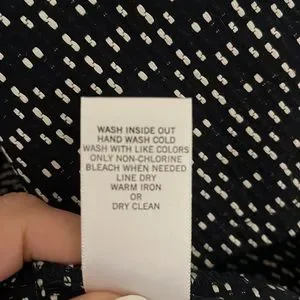 WASH INSIDE OUT
HAND WASH COLD
WASH WITH LIKE COLORS
ONLY NON-CHLORINE
BLEACH WHEN NEEDED
LINE DRY
WARM IRON
OR
DRY CLEAN